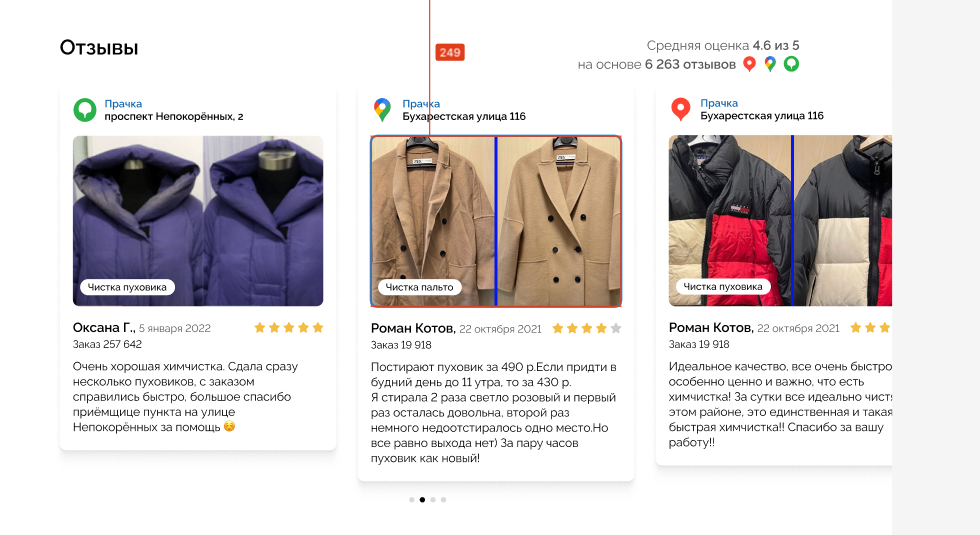 Отзывы
249
Средняя оценка 4.6 из 5
на основе 6 263 отзывов
Прачка
проспект Непокорённых, 2
Чистка пуховика
Оксана Г., 5 января 2022
Заказ 257 642
Очень хорошая химчистка. Сдала сразу
несколько пуховиков, с заказом
справились быстро, большое спасибо
приёмщице пункта на улице
Непокорённых за помощь ☺️
Прачка
Бухарестская улица 116
Чистка пальто
Роман Котов, 22 октября 2021
Заказ 19 918
Постирают пуховик за 490 р.Если придти в
будний день до 11 утра, то за 430 р.
Я стирала 2 раза светло розовый и первый
раз осталась довольна, второй раз
немного недоотстиралось одно место.Но
все равно выхода нет) За пару часов
пуховик как новый!
Прачка
Бухарестская улица 116
Чистка пуховика
Роман Котов, 22 октября 2021
Заказ 19 918
Идеальное качество, все очень быстро
особенно ценно и важно, что есть
химчистка! За сутки все идеально чист
этом районе, это единственная и такая
быстрая химчистка!! Спасибо за вашу
работу!!